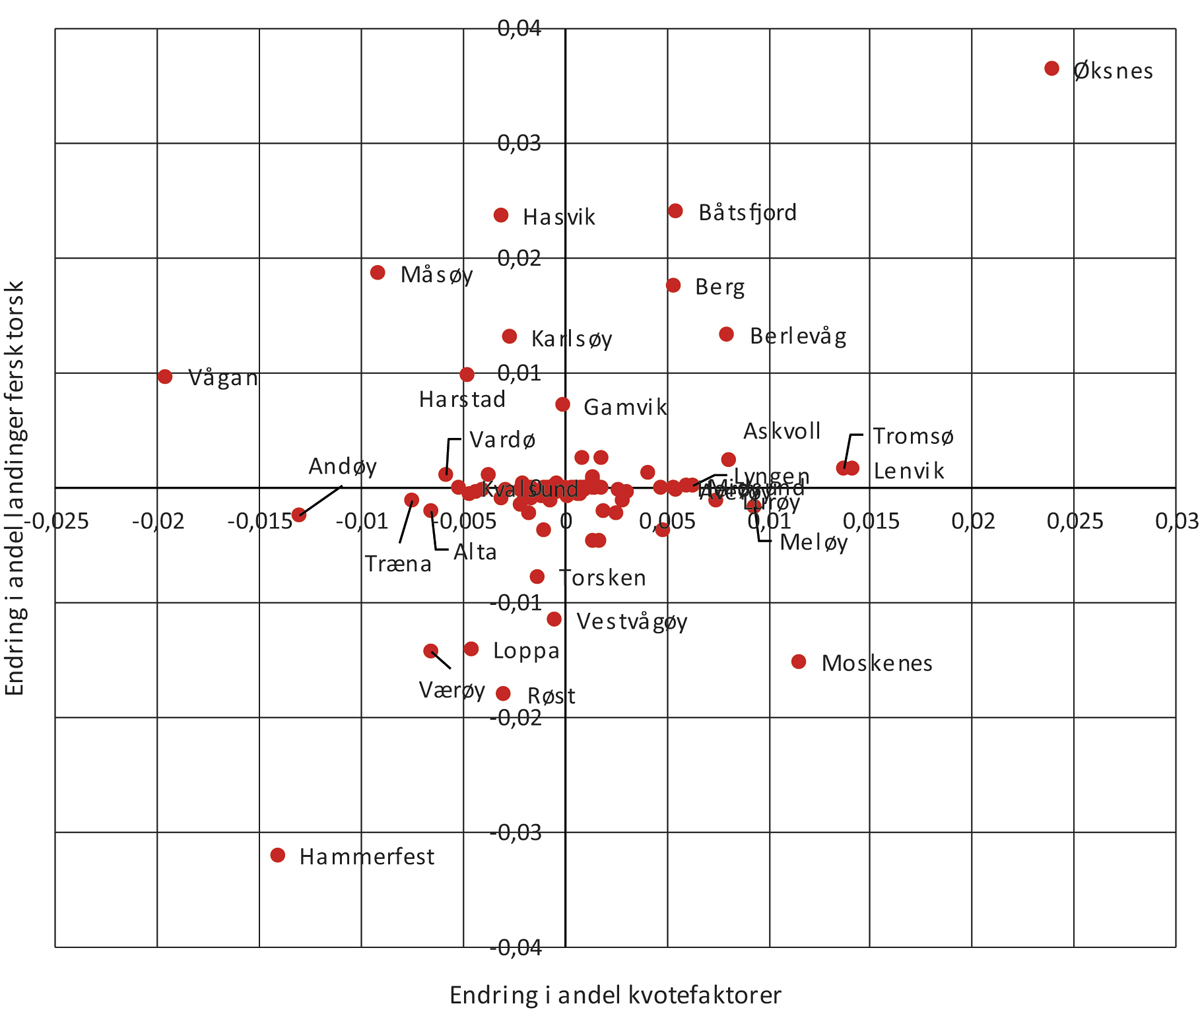 0,04
Øksnes
0,03
Hasvik
Båtsfjord
0,02
Måsøy
Berg
Karlsøy
Berlevåg
Vågan
0,01
Harstad
Gamvik
Vardø
Askvoll
Tromsø
Andøy
Lenvik
Lyngen
Kvalsund
0
Lurøy
-0,025
-0,02
-0,015
-0,01
-0,005
0
0,005
0,01
0,015
0,02
0,025
0,03
Træna
Alta
Meløy
Torsken
-0,01
Vestvågøy
Loppa
Moskenes
Værøy
Røst
-0,02
-0,03
Hammerfest
-0,04
Endring i andel landinger fersk torsk
Endring i andel kvotefaktorer